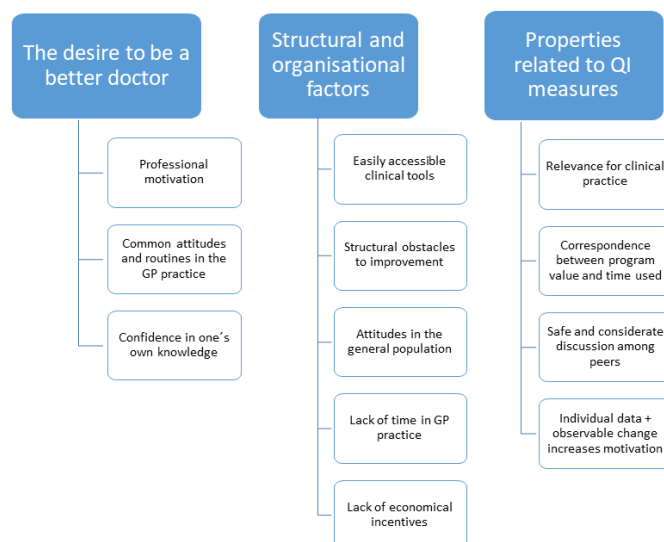 The desire to be a
better doctor
Professional
motivation
Common attitudes
and routines in the
GP practice
Confidence in one´s
own knowledge
Structural and
organisational
factors
Easily accessible
clinical tools
Structural obstacles
to improvement
Attitudes in the
general population
Lack of time in GP
practice
Lack of economical
incentives
Properties
related to QI
measures
Relevance for clinical
practice
Correspondence
between program
value and time used
Safe and considerate
discussion among
peers
Individual data +
observable change
increases motivation